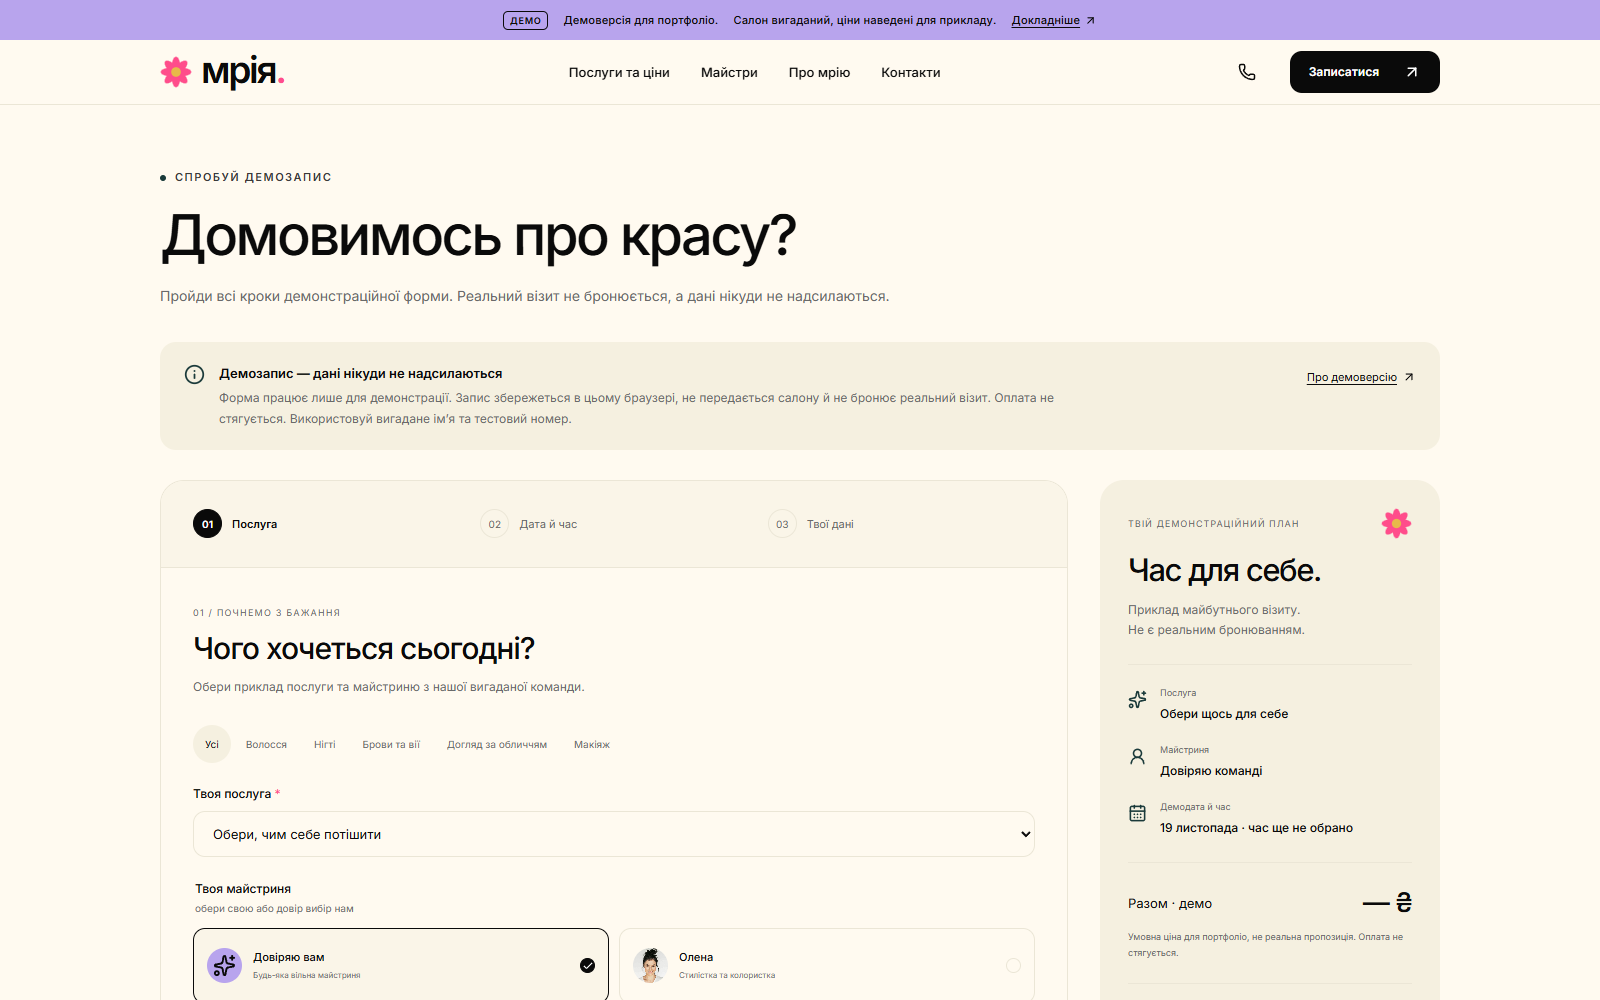 ДЕМО Демоверсія для портфоліо. Салон вигаданий, ціни наведені для прикладу. Докладніше
мрія. Послуги та ціни Майстри Про мрію Контакти Записатися
СПРОБУЙ ДЕМОЗАПИС
Домовимось про красу?
Пройди всі кроки демонстраційної форми. Реальний візит не бронюється, а дані нікуди не надсилаються.
Демозапис — дані нікуди не надсилаються
Про демоверсію
Форма працює лише для демонстрації. Запис збережеться в цьому браузері, не передається салону й не бронює реальний візит. Оплата не
стягується. Використовуй вигадане ім'я та тестовий номер.
01 Послуга 02 Дата й час 03 Твої дані
01 / ПОЧНЕМО З БАЖАННЯ
Чого хочеться сьогодні?
Обери приклад послуги та майстриню з нашої вигаданої команди.
Усі Волосся Нігті Брови та вії Догляд за обличчям Макіяж
Твоя послуга *
Обери, чим себе потішити
Твоя майстриня
обери свою або довір вибір нам
Довіряю вам
Будь-яка вільна майстриня
Олена
Стилістка та колористка
ТВІЙ ДЕМОНСТРАЦІЙНИЙ ПЛАН
Час для себе.
Приклад майбутнього візиту.
Не є реальним бронюванням.
Послуга
Обери щось для себе
Майстриня
Довіряю команді
Демодата й час
19 листопада · час ще не обрано
Разом · демо — ₴
Умовна ціна для портфоліо, не реальна пропозиція. Оплата не
стягується.